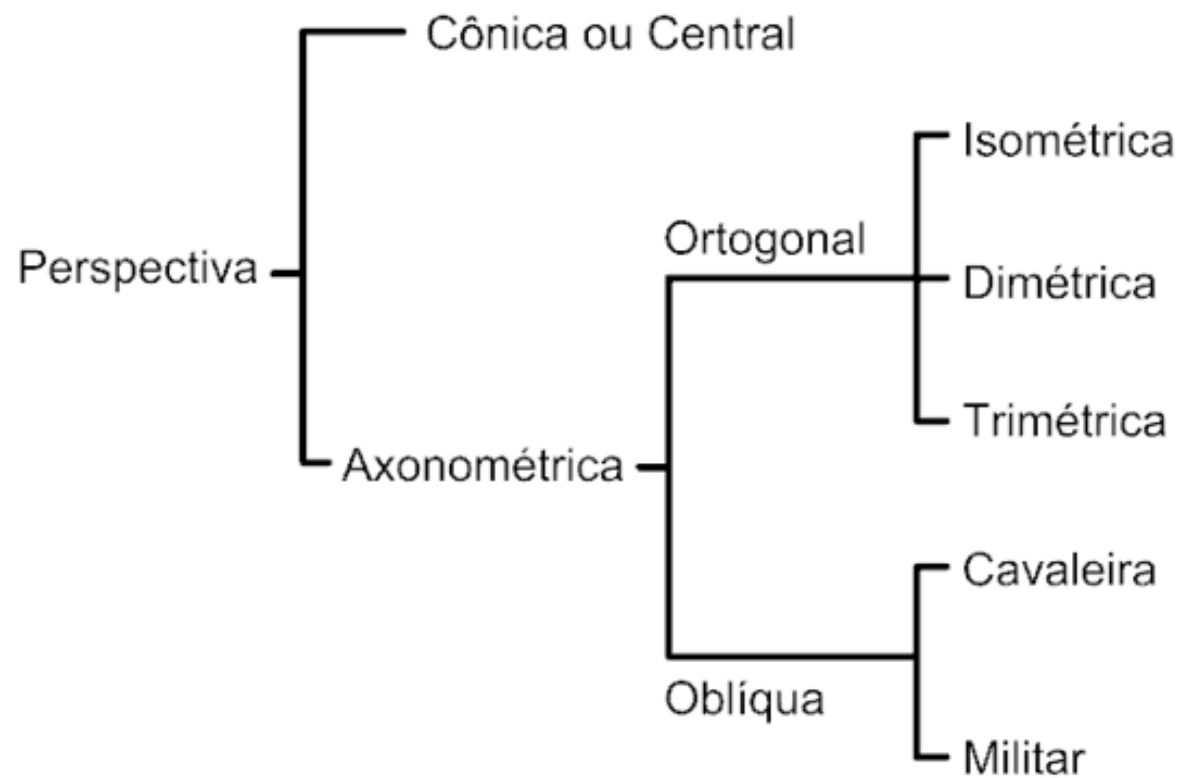 Cônica ou Central
Isométrica
Ortogonal
Perspectiva
Dimétrica
Trimétrica
Axonométrica
Cavaleira
Oblíqua
Militar